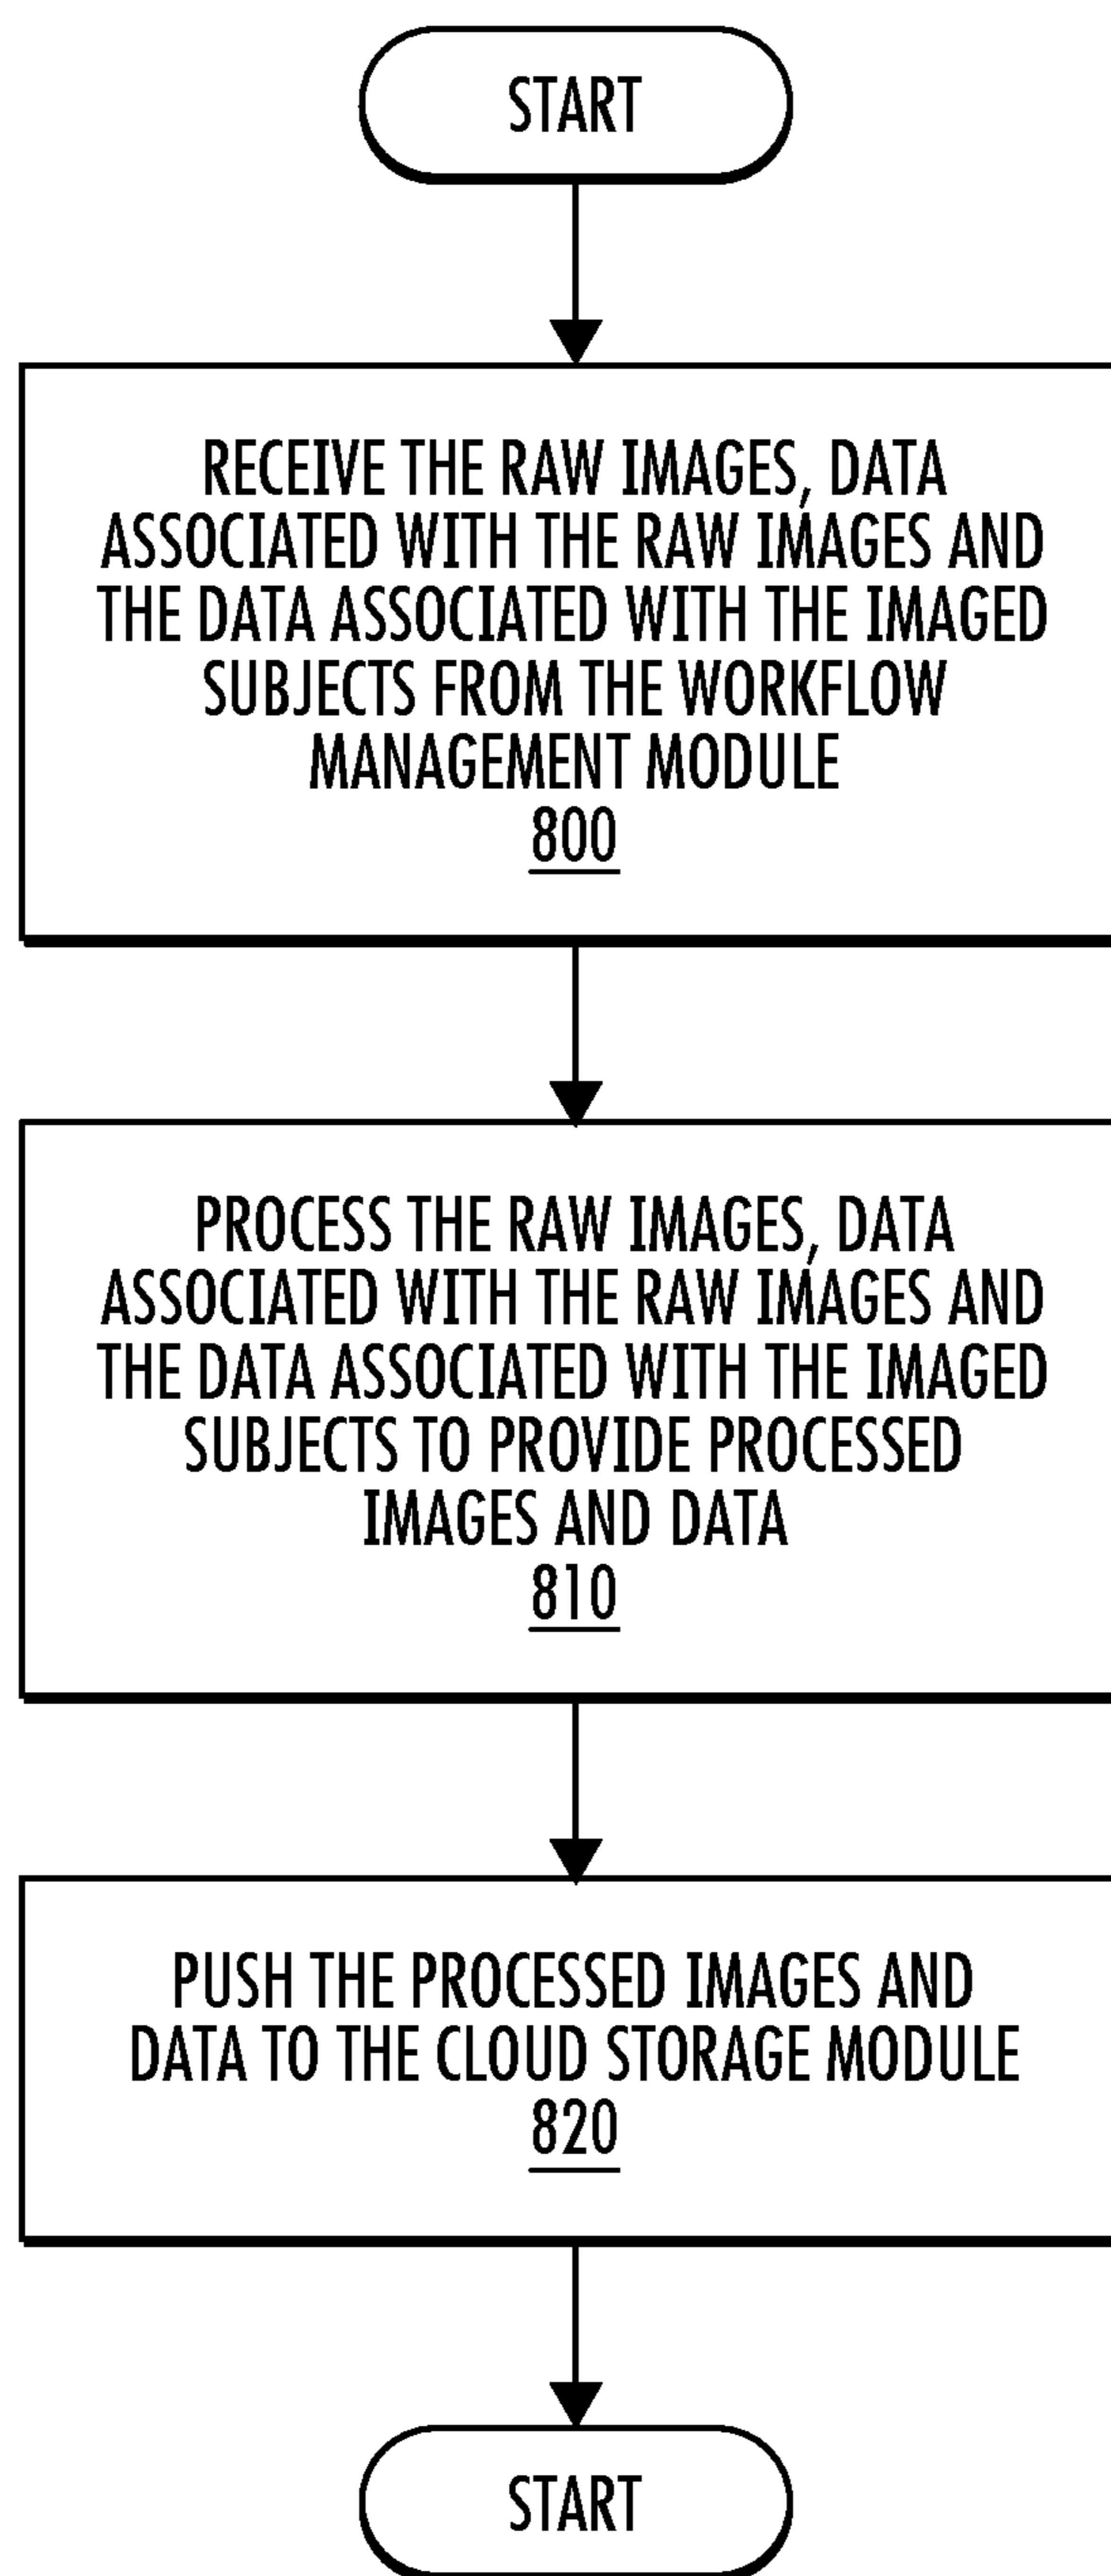 START
RECEIVE THE RAW IMAGES, DATA
ASSOCIATED WITH THE RAW IMAGES AND
THE DATA ASSOCIATED WITH THE IMAGED
SUBJECTS FROM THE WORKFLOW
MANAGEMENT MODULE
800
PROCESS THE RAW IMAGES, DATA
ASSOCIATED WITH THE RAW IMAGES AND
THE DATA ASSOCIATED WITH THE IMAGED
SUBJECTS TO PROVIDE PROCESSED
IMAGES AND DATA
810
PUSH THE PROCESSED IMAGES AND
DATA TO THE CLOUD STORAGE MODULE
820
START